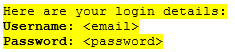 Here are your login details:
Username: <email>
Password: <password>